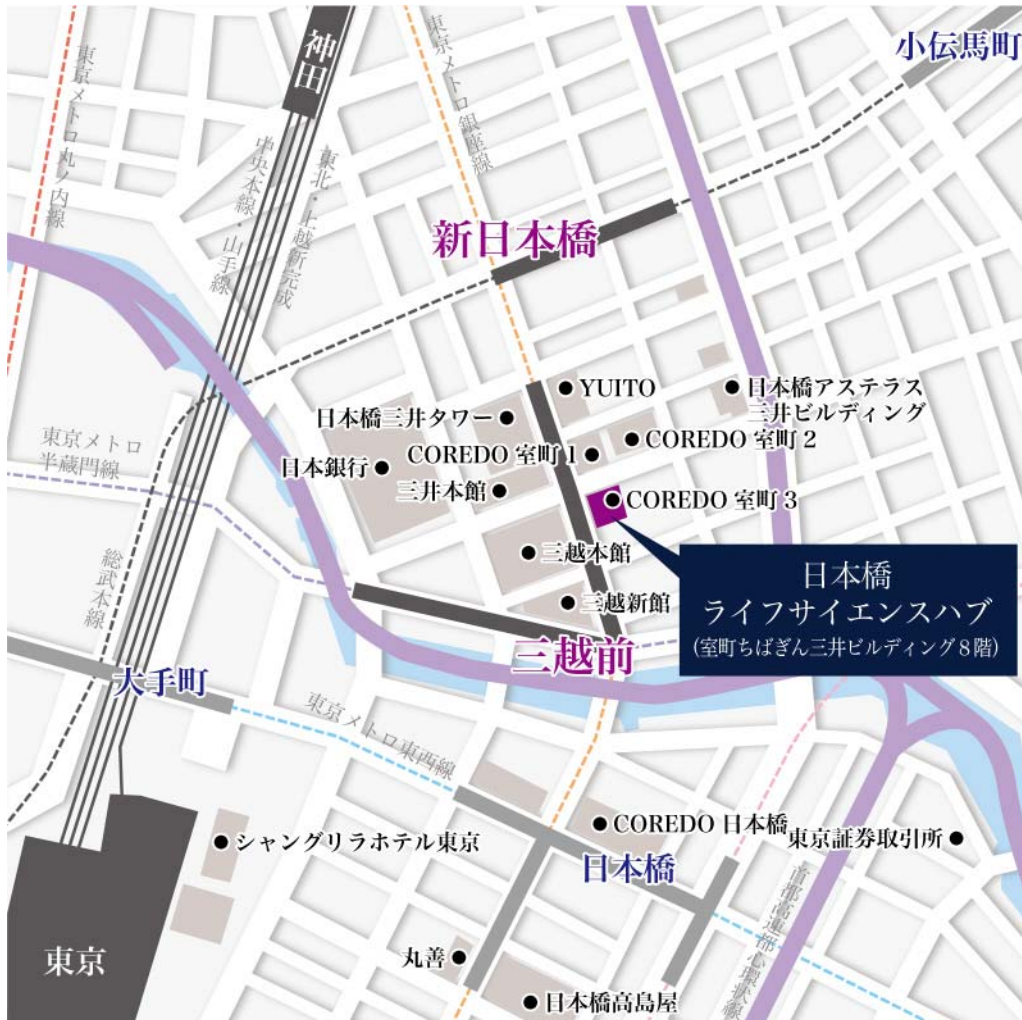 小伝馬町
神田
東京メトロ丸ノ内線
中央本線・山手線
東北・上越新完成
東京メトロ銀座線
新日本橋
YUITO
日本橋アステラス
三井ビルディング
日本橋三井タワー
COREDO 室町 2
COREDO 室町 1
東京メトロ
半蔵門線
日本銀行
三井本館
COREDO 室町 3
三越本館
総武本線
三越新館
日本橋
ライフサイエンスハブ
(室町ちばぎん三井ビルディング8階)
三越前
大手町
東京メトロ東西線
COREDO 日本橋
東京証券取引所
シャングリラホテル東京
日本橋
首都高速都心環状線
東京
丸善
日本橋高島屋